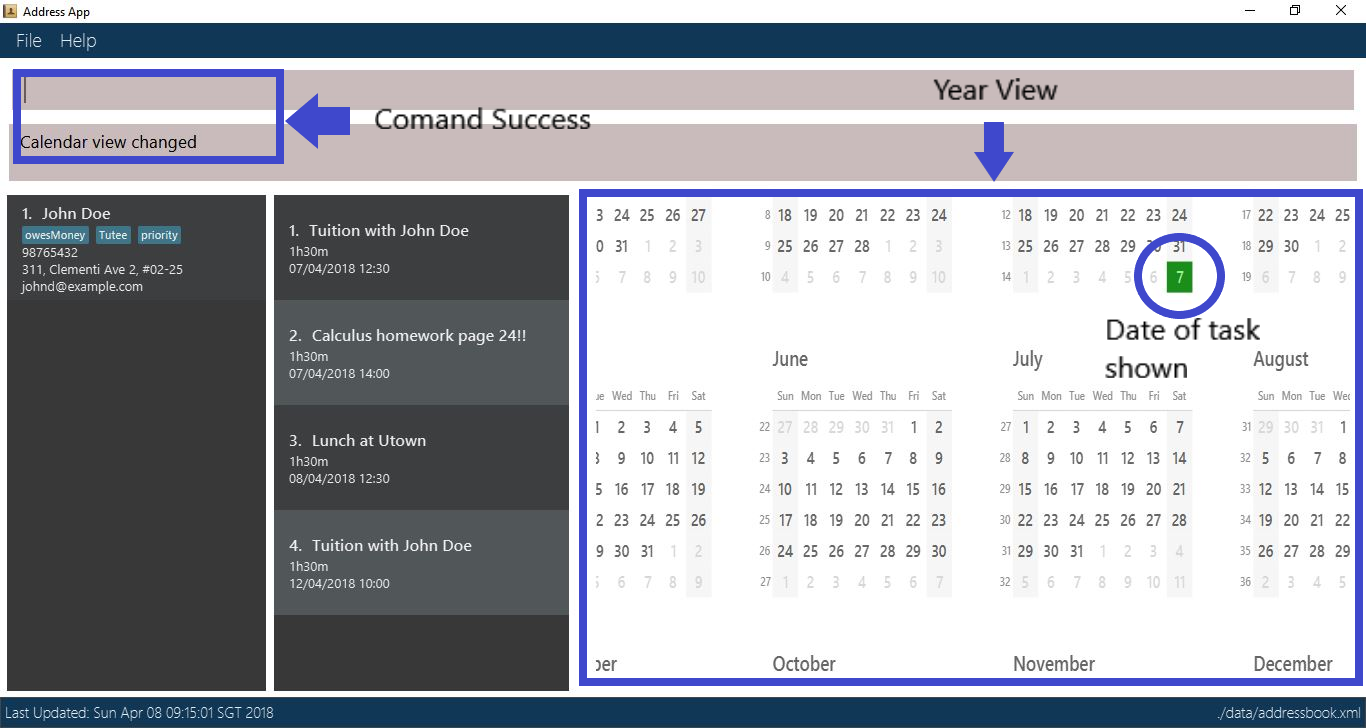 Address App
File Help
Year View
Comand Success
Calendar view changed
1. John Doe
owesMoney Tutee priority
98765432
311, Clementi Ave 2, #02-25
johnd@example.com
1. Tuition with John Doe
1h30m
07/04/2018 12:30
2. Calculus homework page 24!!
1h30m
07/04/2018 14:00
3. Lunch at Utown
1h30m
08/04/2018 12:30
4. Tuition with John Doe
1h30m
12/04/2018 10:00
3 24 25 26 27 8 18 19 20 21 22 23 24 12 18 19 20 21 22 23 24 17 22 23 24 25
0 31 1 2 3 9 25 26 27 28 1 2 3 13 25 26 27 28 29 30 31 18 29 30 1 2
6 7 8 9 10 10 4 5 6 7 8 9 10 14 1 2 3 4 5 6 7 19 6 7 8 9
Date of task
shown
June July August
Wed Thu Fri Sat Sun Mon Tue Wed Thu Fri Sat Sun Mon Tue Wed Thu Fri Sat Sun Mon Tue Wed
1 2 3 4 5 22 27 28 29 30 31 1 2 27 1 2 3 4 5 6 7 31 29 30 31 1
8 9 10 11 12 23 3 4 5 6 7 8 9 28 8 9 10 11 12 13 14 32 5 6 7 8
5 16 17 18 19 24 10 11 12 13 14 15 16 29 15 16 17 18 19 20 21 33 12 13 14 15
2 23 24 25 26 25 17 18 19 20 21 22 23 30 22 23 24 25 26 27 28 34 19 20 21 22
9 30 31 1 2 26 24 25 26 27 28 29 30 31 29 30 31 1 2 3 4 35 26 27 28 29
6 7 8 9 27 1 2 3 4 5 6 7 32 5 6 7 8 9 10 11 36 2 3 4 5
ber October November December
Last Updated: Sun Apr 08 09:15:01 SGT 2018
./data/addressbook.xml